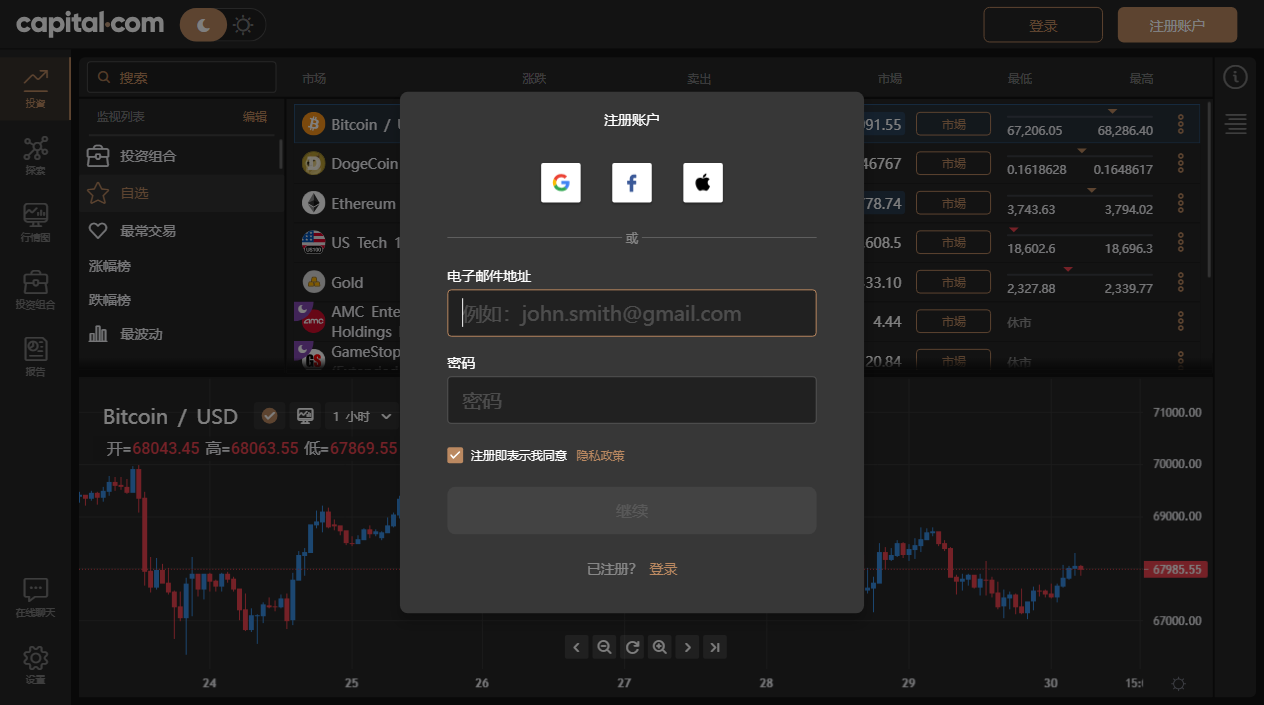 capital.com
登录
注册账户
投資
探索
行情图
投资组合
报告
在线聊天
设置
搜索
监视列表
编辑
投资组合
自选
最常交易
涨幅榜
跌幅榜
最波动
市场
涨跌
卖出
市場
最低
最高
Bitcoin /
91.55
市場
67,206.05
68,286.40
DogeCoin
46767
市場
0.1618628
0.1648617
Ethereum
78.74
市場
3,743.63
3,794.02
US Tech 1
608.5
市場
18,602.6
18,696.3
Gold
33.10
市場
2,327.88
2,339.77
AMC Ente
Holdings
4.44
市場
休市
GameStop
20.84
市場
休市
注册账户
或
电子邮件地址
例如：john.smith@gmail.com
密码
密码
注册即表示我同意 隐私政策
继续
已注册？ 登录
Bitcoin / USD
1 小时
开=68043.45 高=68063.55 低=67869.55
71000.00
70000.00
69000.00
67985.55
67000.00
24
25
26
27
28
29
30
15: